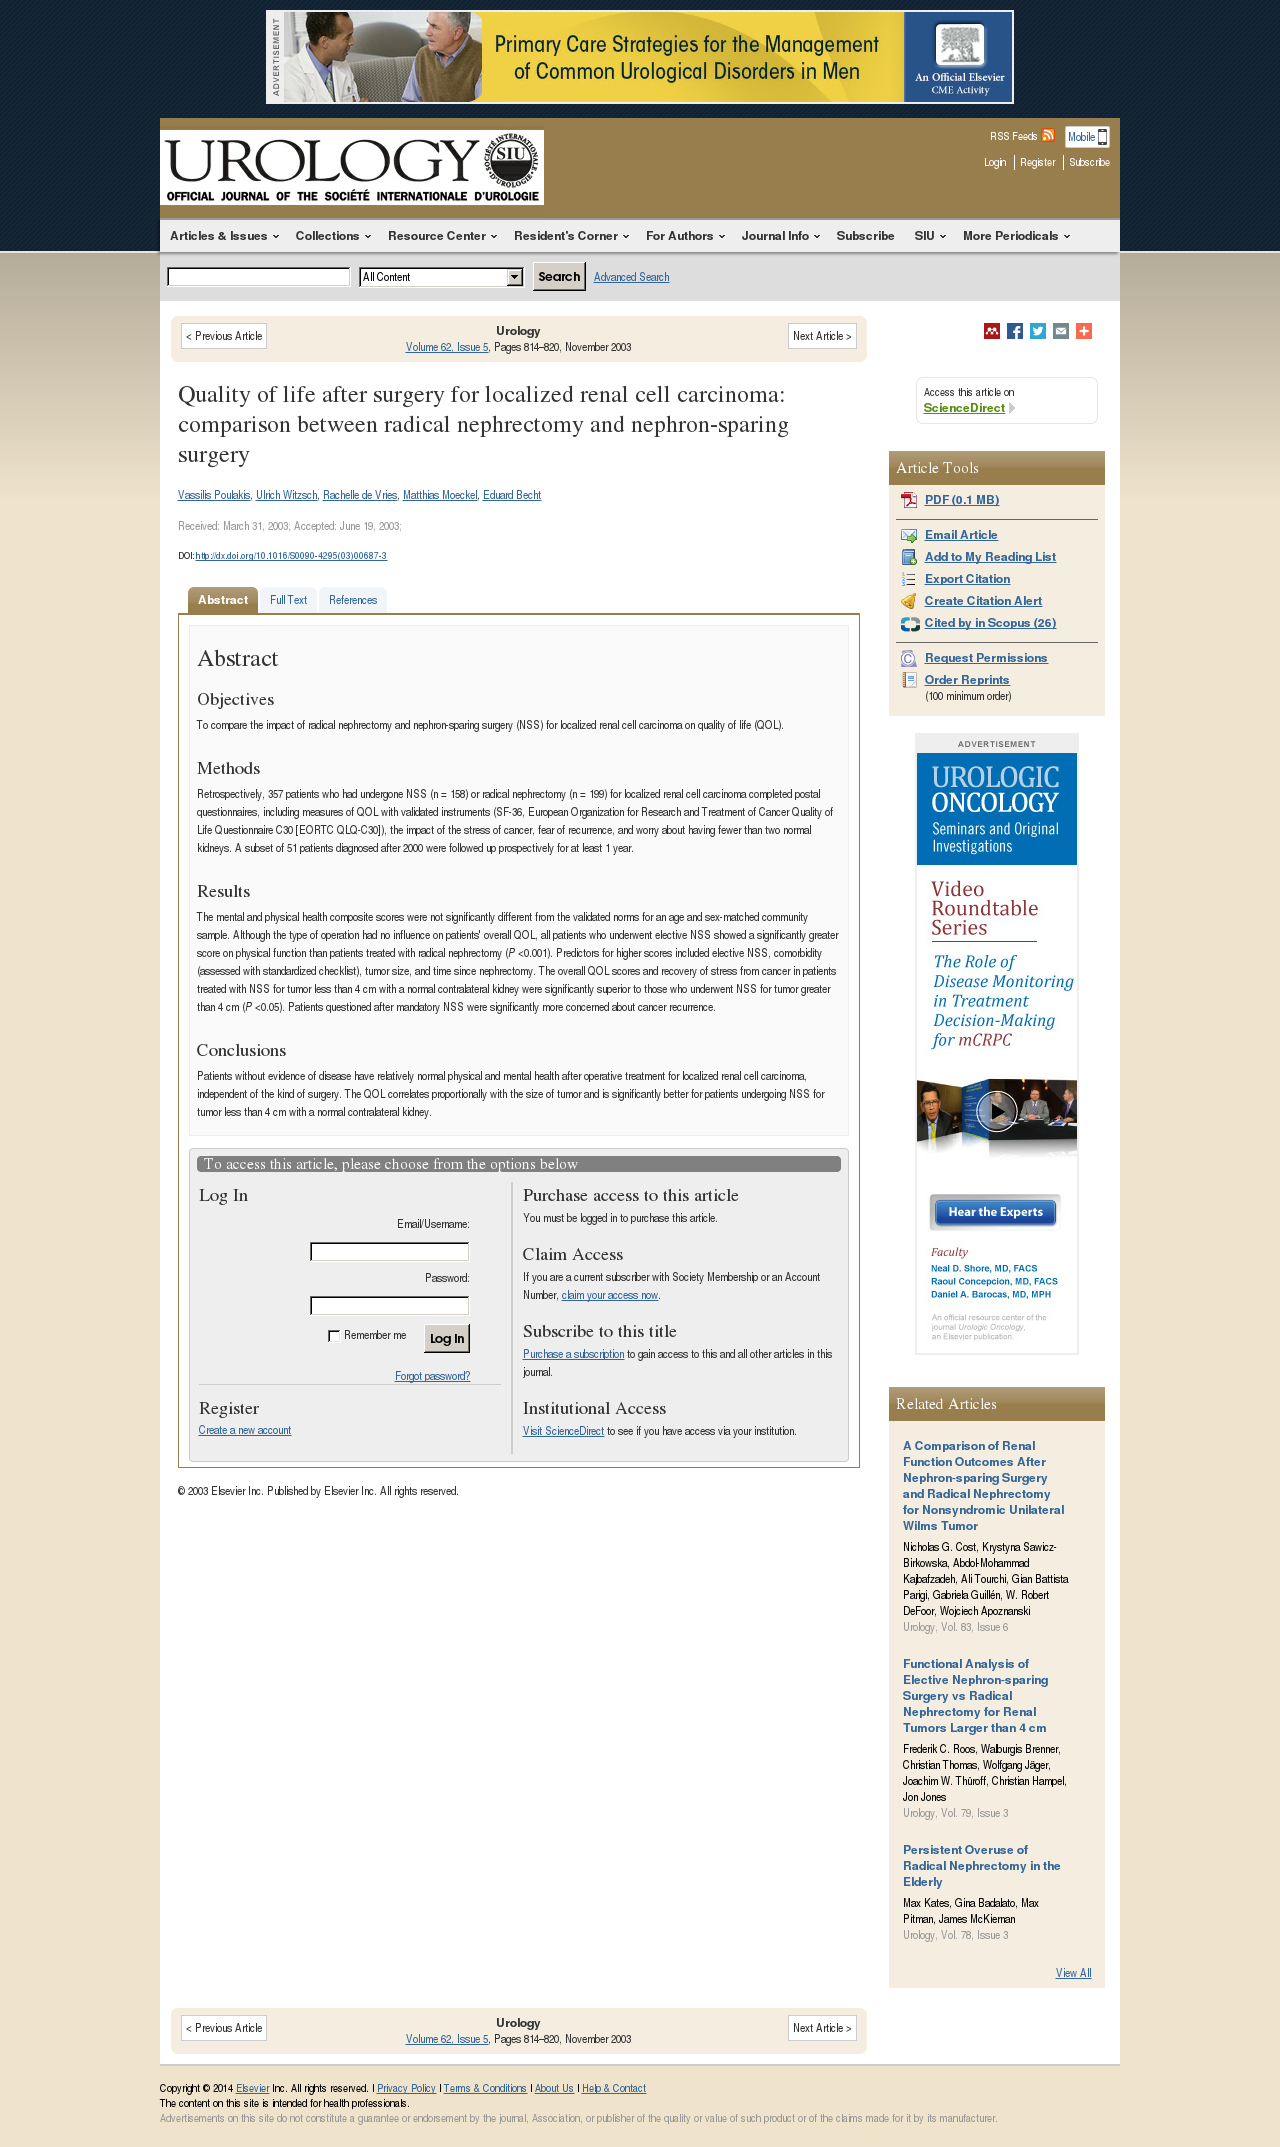 ADVERTISEMENT
Primary Care Strategies for the Management
of Common Urological Disorders in Men
An Official Elsevier
CME Activity
UROLOGY
SOCIÉTÉ INTERNATIONALE D'UROLOGIE
SIU
OFFICIAL JOURNAL OF THE SOCIÉTÉ INTERNATIONALE D'UROLOGIE
RSS Feeds Mobile
Login Register Subscribe
Articles & Issues Collections Resource Center Resident's Corner For Authors Journal Info Subscribe SIU More Periodicals
All Content Search Advanced Search
< Previous Article
Urology
Volume 62, Issue 5, Pages 814–820, November 2003
Next Article >
Quality of life after surgery for localized renal cell carcinoma:
comparison between radical nephrectomy and nephron-sparing
surgery
Vassilis Poulakis, Ulrich Witzsch, Rachelle de Vries, Matthias Moeckel, Eduard Becht
Received: March 31, 2003; Accepted: June 19, 2003;
DOI:http://dx.doi.org/10.1016/S0090-4295(03)00687-3
Abstract Full Text References
Abstract
Objectives
To compare the impact of radical nephrectomy and nephron-sparing surgery (NSS) for localized renal cell carcinoma on quality of life (QOL).
Methods
Retrospectively, 357 patients who had undergone NSS (n = 158) or radical nephrectomy (n = 199) for localized renal cell carcinoma completed postal
questionnaires, including measures of QOL with validated instruments (SF-36, European Organization for Research and Treatment of Cancer Quality of
Life Questionnaire C30 [EORTC QLQ-C30]), the impact of the stress of cancer, fear of recurrence, and worry about having fewer than two normal
kidneys. A subset of 51 patients diagnosed after 2000 were followed up prospectively for at least 1 year.
Results
The mental and physical health composite scores were not significantly different from the validated norms for an age and sex-matched community
sample. Although the type of operation had no influence on patients' overall QOL, all patients who underwent elective NSS showed a significantly greater
score on physical function than patients treated with radical nephrectomy (P <0.001). Predictors for higher scores included elective NSS, comorbidity
(assessed with standardized checklist), tumor size, and time since nephrectomy. The overall QOL scores and recovery of stress from cancer in patients
treated with NSS for tumor less than 4 cm with a normal contralateral kidney were significantly superior to those who underwent NSS for tumor greater
than 4 cm (P <0.05). Patients questioned after mandatory NSS were significantly more concerned about cancer recurrence.
Conclusions
Patients without evidence of disease have relatively normal physical and mental health after operative treatment for localized renal cell carcinoma,
independent of the kind of surgery. The QOL correlates proportionally with the size of tumor and is significantly better for patients undergoing NSS for
tumor less than 4 cm with a normal contralateral kidney.
To access this article, please choose from the options below
Log In
Email/Username:
Password:
Remember me Log In
Forgot password?
Register
Create a new account
Purchase access to this article
You must be logged in to purchase this article.
Claim Access
If you are a current subscriber with Society Membership or an Account
Number, claim your access now.
Subscribe to this title
Purchase a subscription to gain access to this and all other articles in this
journal.
Institutional Access
Visit ScienceDirect to see if you have access via your institution.
© 2003 Elsevier Inc. Published by Elsevier Inc. All rights reserved.
Access this article on
ScienceDirect
Article Tools
PDF (0.1 MB)
Email Article
Add to My Reading List
Export Citation
Create Citation Alert
Cited by in Scopus (26)
Request Permissions
Order Reprints
(100 minimum order)
ADVERTISEMENT
UROLOGIC
ONCOLOGY
Seminars and Original
Investigations
Video
Roundtable
Series
The Role of
Disease Monitoring
in Treatment
Decision-Making
for mCRPC
Hear the Experts
Faculty
Neal D. Shore, MD, FACS
Raoul Concepcion, MD, FACS
Daniel A. Barocas, MD, MPH
An official resource center of the
journal Urologic Oncology,
an Elsevier publication.
Related Articles
A Comparison of Renal
Function Outcomes After
Nephron-sparing Surgery
and Radical Nephrectomy
for Nonsyndromic Unilateral
Wilms Tumor
Nicholas G. Cost, Krystyna Sawicz-
Birkowska, Abdol-Mohammad
Kajbafzadeh, Ali Tourchi, Gian Battista
Parigi, Gabriela Guillén, W. Robert
DeFoor, Wojciech Apoznanski
Urology, Vol. 83, Issue 6
Functional Analysis of
Elective Nephron-sparing
Surgery vs Radical
Nephrectomy for Renal
Tumors Larger than 4 cm
Frederik C. Roos, Walburgis Brenner,
Christian Thomas, Wolfgang Jäger,
Joachim W. Thüroff, Christian Hampel,
Jon Jones
Urology, Vol. 79, Issue 3
Persistent Overuse of
Radical Nephrectomy in the
Elderly
Max Kates, Gina Badalato, Max
Pitman, James McKiernan
Urology, Vol. 78, Issue 3
View All
< Previous Article
Urology
Volume 62, Issue 5, Pages 814–820, November 2003
Next Article >
Copyright © 2014 Elsevier Inc. All rights reserved. | Privacy Policy | Terms & Conditions | About Us | Help & Contact
The content on this site is intended for health professionals.
Advertisements on this site do not constitute a guarantee or endorsement by the journal, Association, or publisher of the quality or value of such product or of the claims made for it by its manufacturer.